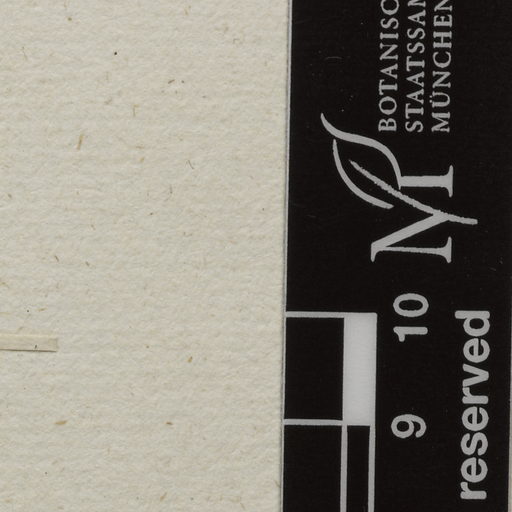 BOTANISC
STAATSSAM
MÜNCHEN
M
10
9
reserved